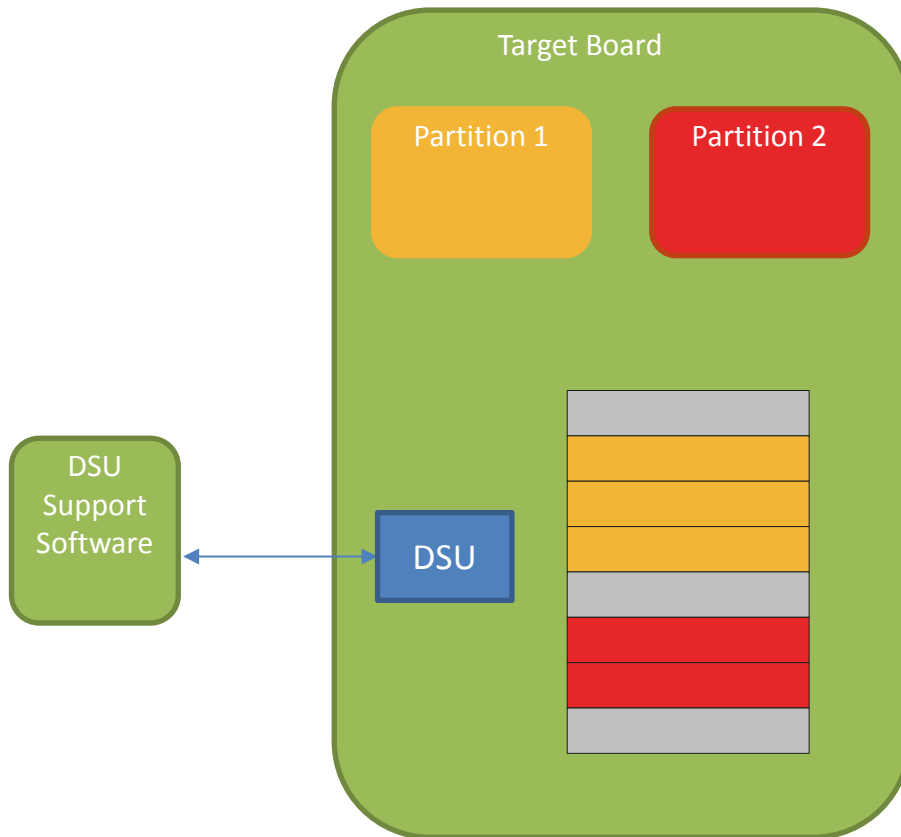 Target Board
Partition 1
Partition 2
DSU
Support
Software
DSU